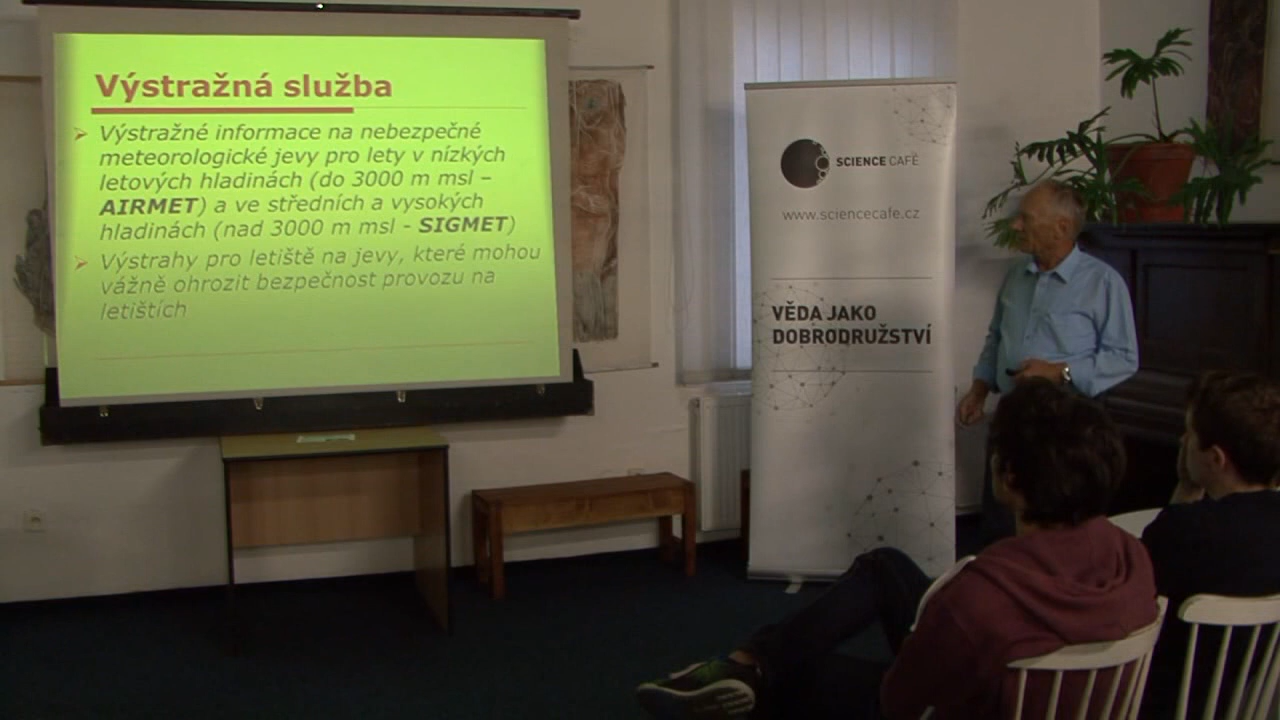 Výstražná služba
Výstražné informace na nebezpečné
meteorologické jevy pro lety v nízkých
letových hladinách (do 3000 m msl –
AIRMET) a ve středních a vysokých
hladinách (nad 3000 m msl - SIGMET)
Výstrahy pro letiště na jevy, které mohou
vážně ohrozit bezpečnost provozu na
letištích
SCIENCE CAFÉ
www.sciencecafe.cz
VĚDA JAKO
DOBRODRUŽSTVÍ